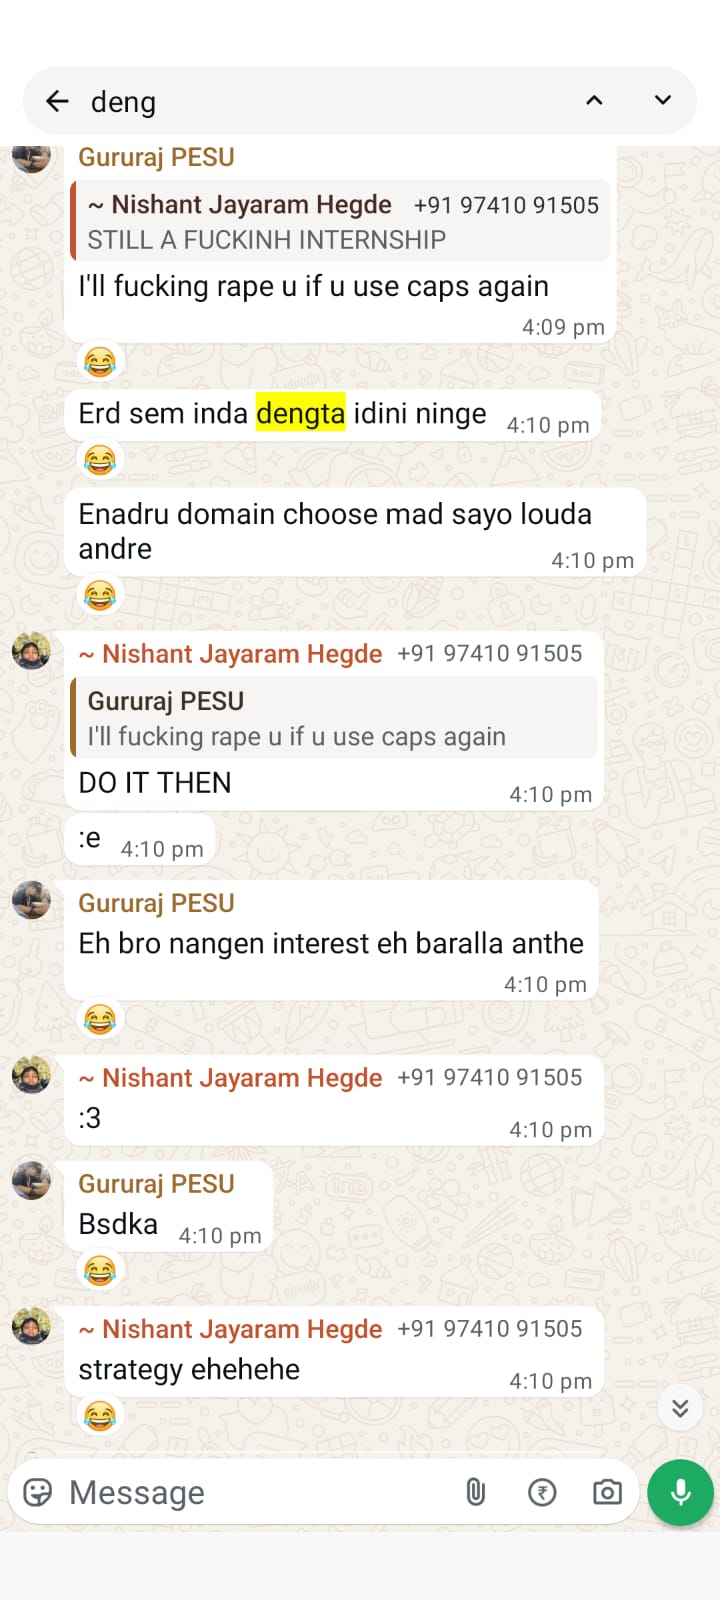 deng
Gururaj PESU
~ Nishant Jayaram Hegde +91 97410 91505
STILL A FUCKINH INTERNSHIP
I'll fucking rape u if u use caps again
4:09 pm
Erd sem inda dengta idini ninge 4:10 pm
Enadru domain choose mad sayo louda
andre 4:10 pm
~ Nishant Jayaram Hegde +91 97410 91505
Gururaj PESU
I'll fucking rape u if u use caps again
DO IT THEN 4:10 pm
:e 4:10 pm
Gururaj PESU
Eh bro nangen interest eh baralla anthe
4:10 pm
~ Nishant Jayaram Hegde +91 97410 91505
:3 4:10 pm
Gururaj PESU
Bsdka 4:10 pm
~ Nishant Jayaram Hegde +91 97410 91505
strategy ehehehe 4:10 pm
Message